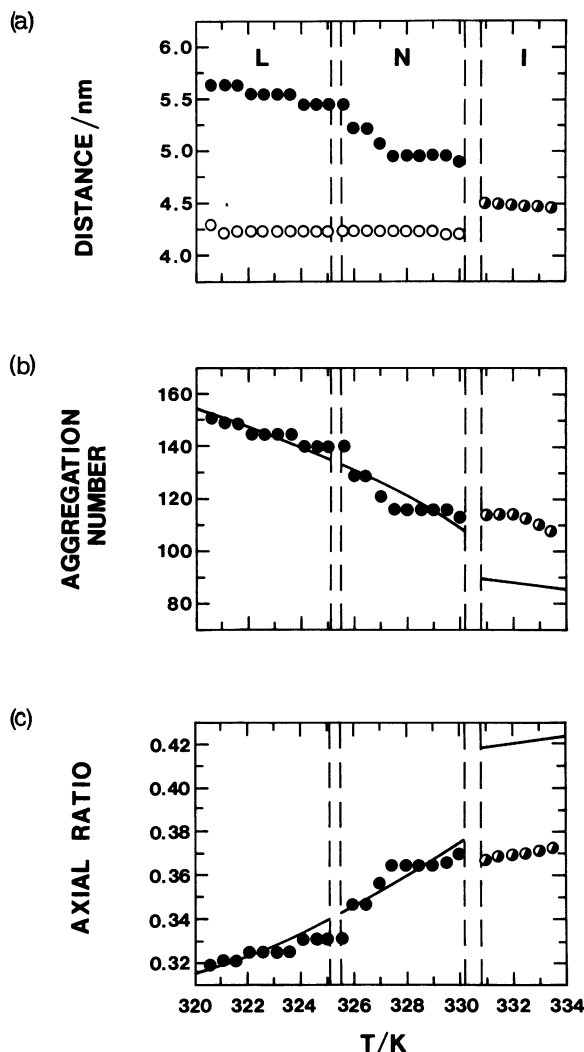 (a)
6.0
5.5
5.0
4.5
4.0
DISTANCE/nm
L N I
(b)
160
140
120
100
80
AGGREGATION
NUMBER
(c)
0.42
0.40
0.38
0.36
0.34
0.32
AXIAL RATIO
320 322 324 326 328 330 332 334
T/K